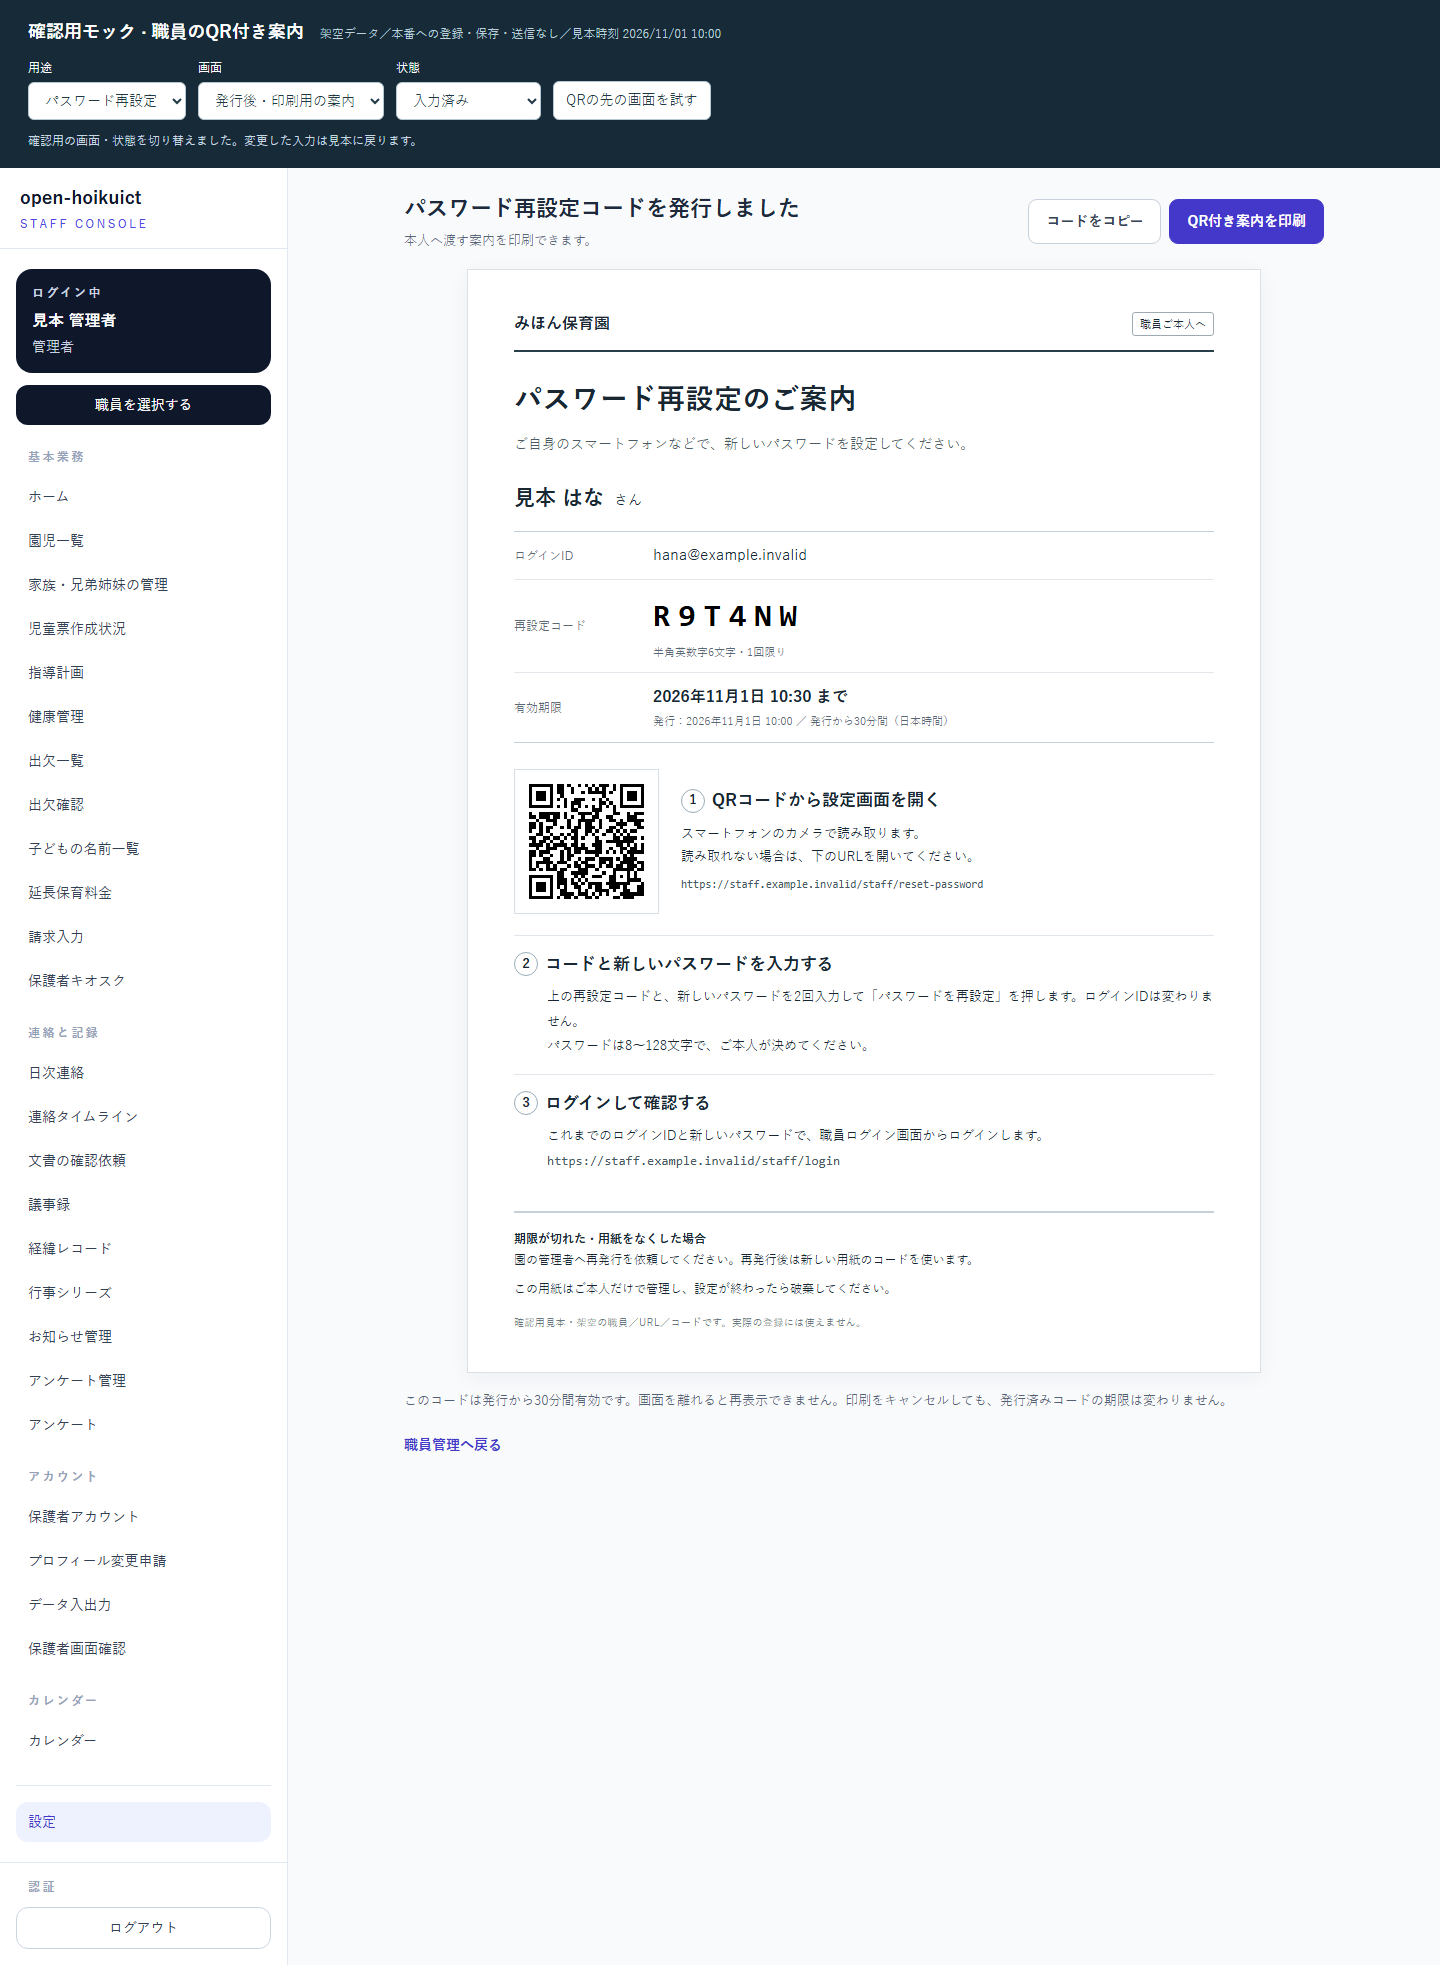 確認用モック・職員のQR付き案内
架空データ／本番への登録・保存・送信なし／見本時刻 2026/11/01 10:00
用途
画面
状態
パスワード再設定
発行後・印刷用の案内
入力済み
QRの先の画面を試す
確認用の画面・状態を切り替えました。変更した入力は見本に戻ります。
open-hoikuict
STAFF CONSOLE
ログイン中
見本 管理者
管理者
職員を選択する
基本業務
ホーム
園児一覧
家族・兄弟姉妹の管理
児童票作成状況
指導計画
健康管理
出欠一覧
出欠確認
子どもの名前一覧
延長保育料金
請求入力
保護者キオスク
連絡と記録
日次連絡
連絡タイムライン
文書の確認依頼
議事録
経緯レコード
行事シリーズ
お知らせ管理
アンケート管理
アンケート
アカウント
保護者アカウント
プロフィール変更申請
データ入出力
保護者画面確認
カレンダー
カレンダー
設定
認証
ログアウト
パスワード再設定コードを発行しました
本人へ渡す案内を印刷できます。
コードをコピー
QR付き案内を印刷
みほん保育園
職員ご本人へ
パスワード再設定のご案内
ご自身のスマートフォンなどで、新しいパスワードを設定してください。
見本 はな さん
ログインID
hana@example.invalid
再設定コード
R9T4NW
半角英数字6文字・1回限り
有効期限
2026年11月1日 10:30 まで
発行：2026年11月1日 10:00 ／ 発行から30分間（日本時間）
1 QRコードから設定画面を開く
スマートフォンのカメラで読み取ります。
読み取れない場合は、下のURLを開いてください。
https://staff.example.invalid/staff/reset-password
2 コードと新しいパスワードを入力する
上の再設定コードと、新しいパスワードを2回入力して「パスワードを再設定」を押します。ログインIDは変わりま
せん。
パスワードは8〜128文字で、ご本人が決めてください。
3 ログインして確認する
これまでのログインIDと新しいパスワードで、職員ログイン画面からログインします。
https://staff.example.invalid/staff/login
期限が切れた・用紙をなくした場合
園の管理者へ再発行を依頼してください。再発行後は新しい用紙のコードを使います。
この用紙はご本人だけで管理し、設定が終わったら破棄してください。
確認用見本・架空の職員／URL／コードです。実際の登録には使えません。
このコードは発行から30分間有効です。画面を離れると再表示できません。印刷をキャンセルしても、発行済みコードの期限は変わりません。
職員管理へ戻る